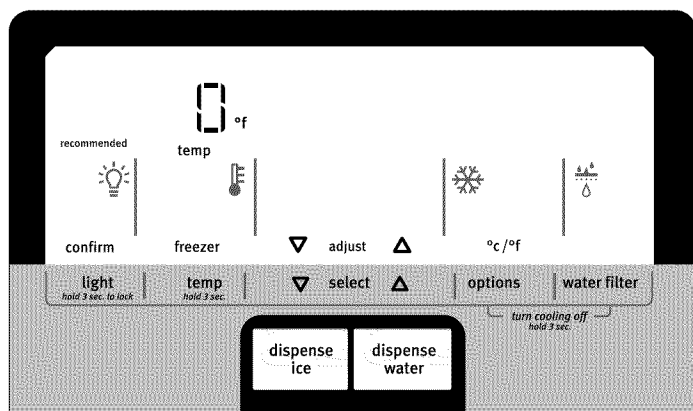 0 °f
recommended
temp
confirm freezer ▽ adjust △ °c/°f
light temp ▽ select △ options water filter
hold 3 sec. to lock hold 3 sec.
turn cooling off
hold 3 sec.
dispense ice
dispense water